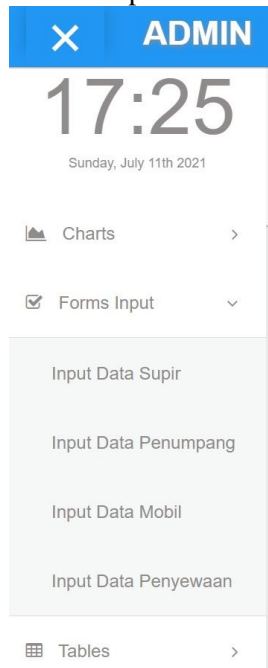 ADMIN
17:25
Sunday, July 11th 2021
Charts
Forms Input
Input Data Supir
Input Data Penumpang
Input Data Mobil
Input Data Penyewaan
Tables